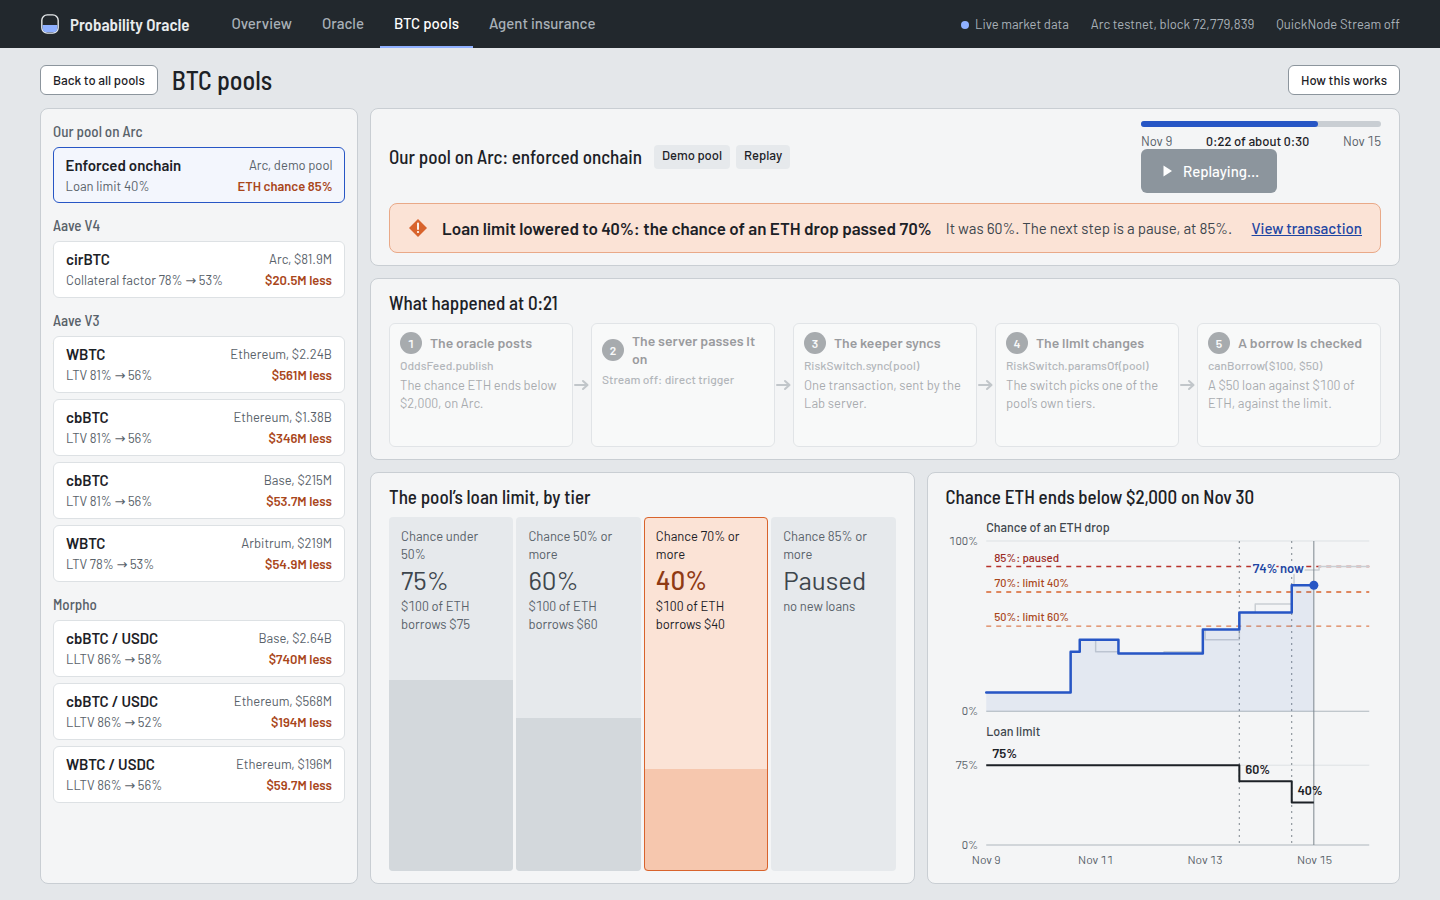 Probability Oracle
Overview
Oracle
BTC pools
Agent insurance
Live market data
Arc testnet, block 72,779,839
QuickNode Stream off
Back to all pools
BTC pools
How this works
Our pool on Arc
Enforced onchain
Arc, demo pool
Loan limit 40%
ETH chance 85%
Aave V4
cirBTC
Arc, $81.9M
Collateral factor 78% → 53%
$20.5M less
Aave V3
WBTC
Ethereum, $2.24B
LTV 81% → 56%
$561M less
cbBTC
Ethereum, $1.38B
LTV 81% → 56%
$346M less
cbBTC
Base, $215M
LTV 81% → 56%
$53.7M less
WBTC
Arbitrum, $219M
LTV 78% → 53%
$54.9M less
Morpho
cbBTC / USDC
Base, $2.64B
LLTV 86% → 58%
$740M less
cbBTC / USDC
Ethereum, $568M
LLTV 86% → 52%
$194M less
WBTC / USDC
Ethereum, $196M
LLTV 86% → 56%
$59.7M less
Our pool on Arc: enforced onchain
Demo pool
Replay
Nov 9
0:22 of about 0:30
Nov 15
Replaying...
Loan limit lowered to 40%: the chance of an ETH drop passed 70%
It was 60%. The next step is a pause, at 85%.
View transaction
What happened at 0:21
1
The oracle posts
OddsFeed.publish
The chance ETH ends below
$2,000, on Arc.
2
The server passes it
on
Stream off: direct trigger
3
The keeper syncs
RiskSwitch.sync(pool)
One transaction, sent by the
Lab server.
4
The limit changes
RiskSwitch.paramsOf(pool)
The switch picks one of the
pool's own tiers.
5
A borrow is checked
canBorrow($100, $50)
A $50 loan against $100 of
ETH, against the limit.
The pool's loan limit, by tier
Chance under
50%
75%
$100 of ETH
borrows $75
Chance 50% or
more
60%
$100 of ETH
borrows $60
Chance 70% or
more
40%
$100 of ETH
borrows $40
Chance 85% or
more
Paused
no new loans
Chance ETH ends below $2,000 on Nov 30
Chance of an ETH drop
100%
85%: paused
74% now
70%: limit 40%
50%: limit 60%
0%
Loan limit
75%
75%
60%
40%
0%
Nov 9
Nov 11
Nov 13
Nov 15